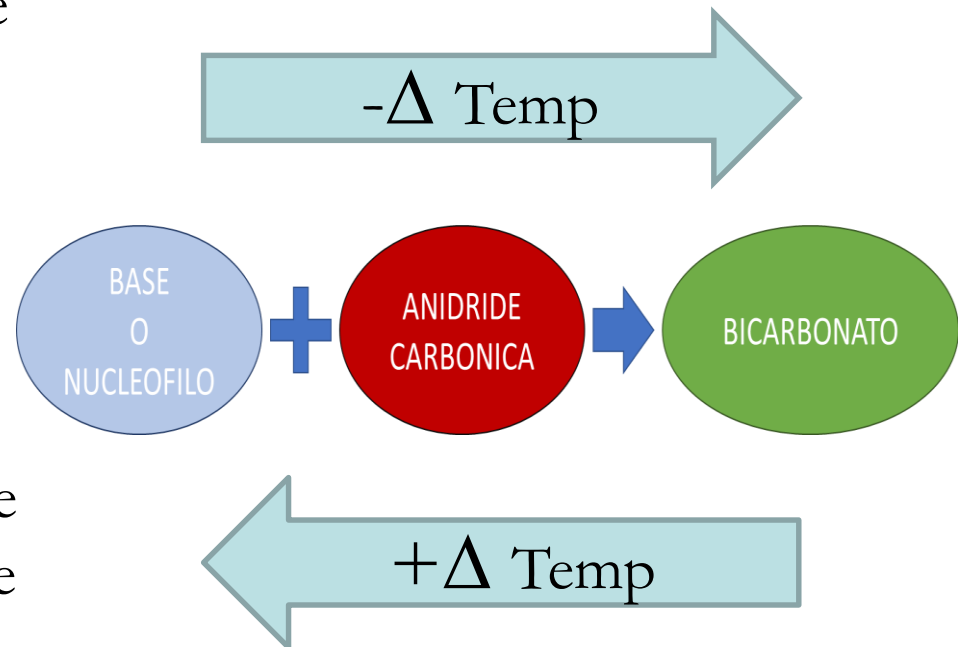 e
-Δ Temp
BASE
O
NUCLEOFILO
ANIDRIDE
CARBONICA
BICARBONATO
e
e
+Δ Temp